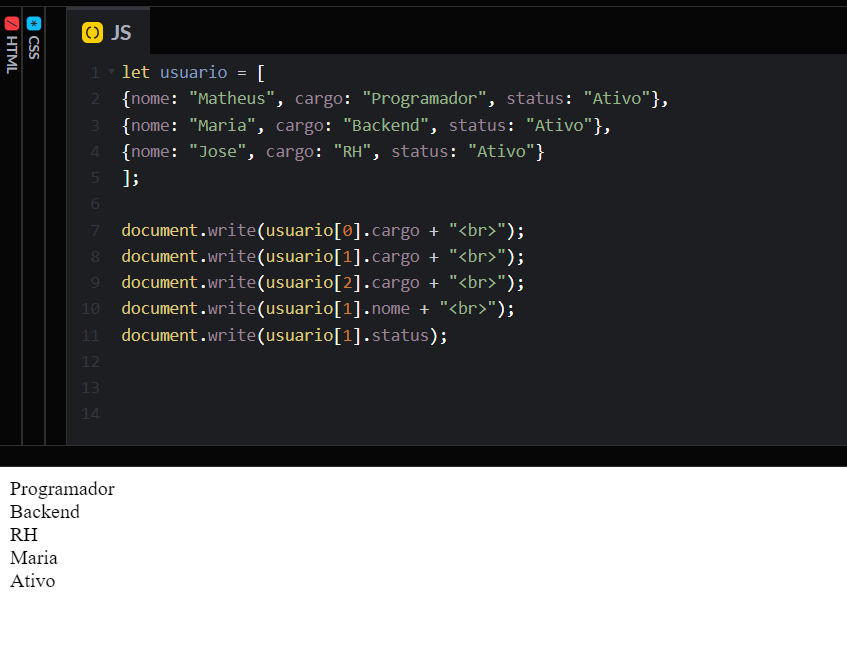 HTML
CSS
JS
1 let usuario = [
2 {nome: "Matheus", cargo: "Programador", status: "Ativo"},
3 {nome: "Maria", cargo: "Backend", status: "Ativo"},
4 {nome: "Jose", cargo: "RH", status: "Ativo"}
5 ];
6
7 document.write(usuario[0].cargo + "<br>");
8 document.write(usuario[1].cargo + "<br>");
9 document.write(usuario[2].cargo + "<br>");
10 document.write(usuario[1].nome + "<br>");
11 document.write(usuario[1].status);
12
13
14
Programador
Backend
RH
Maria
Ativo